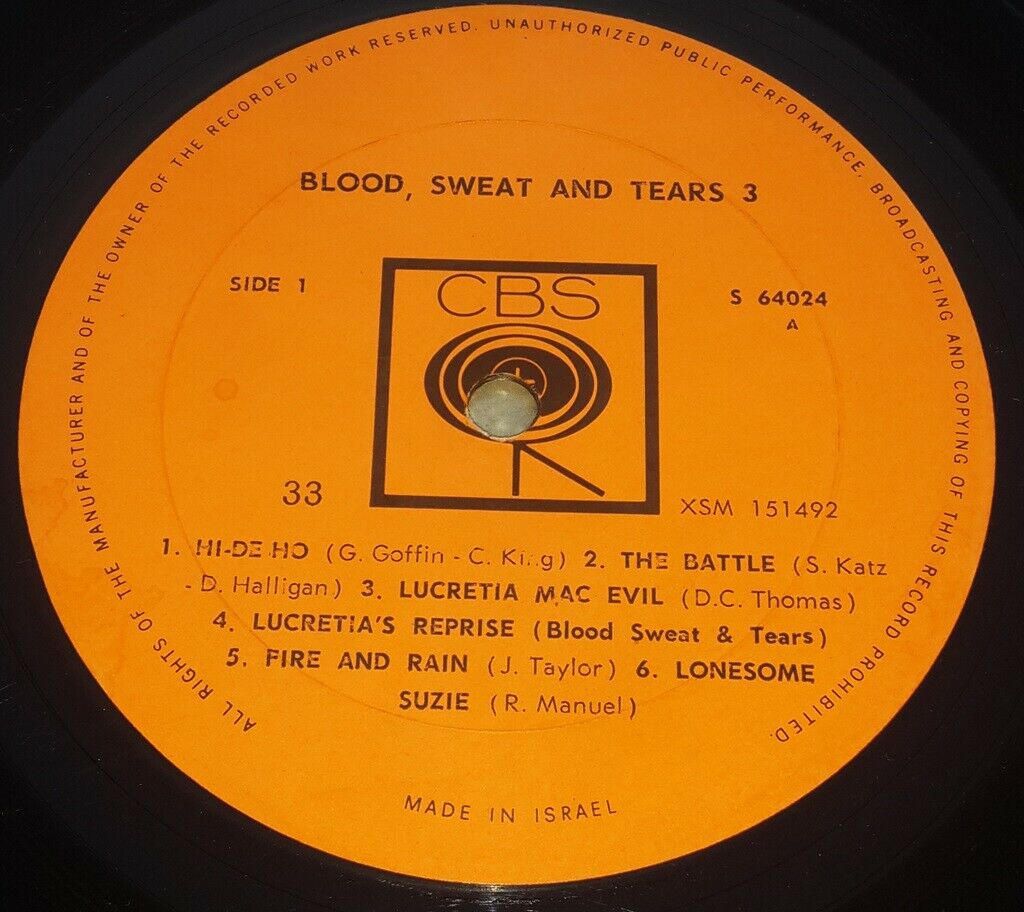 ALL RIGHTS OF THE MANUFACTURER AND OF THE OWNER OF THE RECORDED WORK RESERVED. UNAUTHORIZED PUBLIC PERFORMANCE, BROADCASTING AND COPYING OF THIS RECORD PROHIBITED.
BLOOD, SWEAT AND TEARS 3
SIDE 1
CBS
S 64024
A
33
XSM 151492
1. HI-DE-HO (G. Goffin - C. King) 2. THE BATTLE (S. Katz
- D. Halligan) 3. LUCRETIA MAC EVIL (D.C. Thomas)
4. LUCRETIA'S REPRISE (Blood Sweat & Tears)
5. FIRE AND RAIN (J. Taylor) 6. LONESOME
SUZIE (R. Manuel)
MADE IN ISRAEL